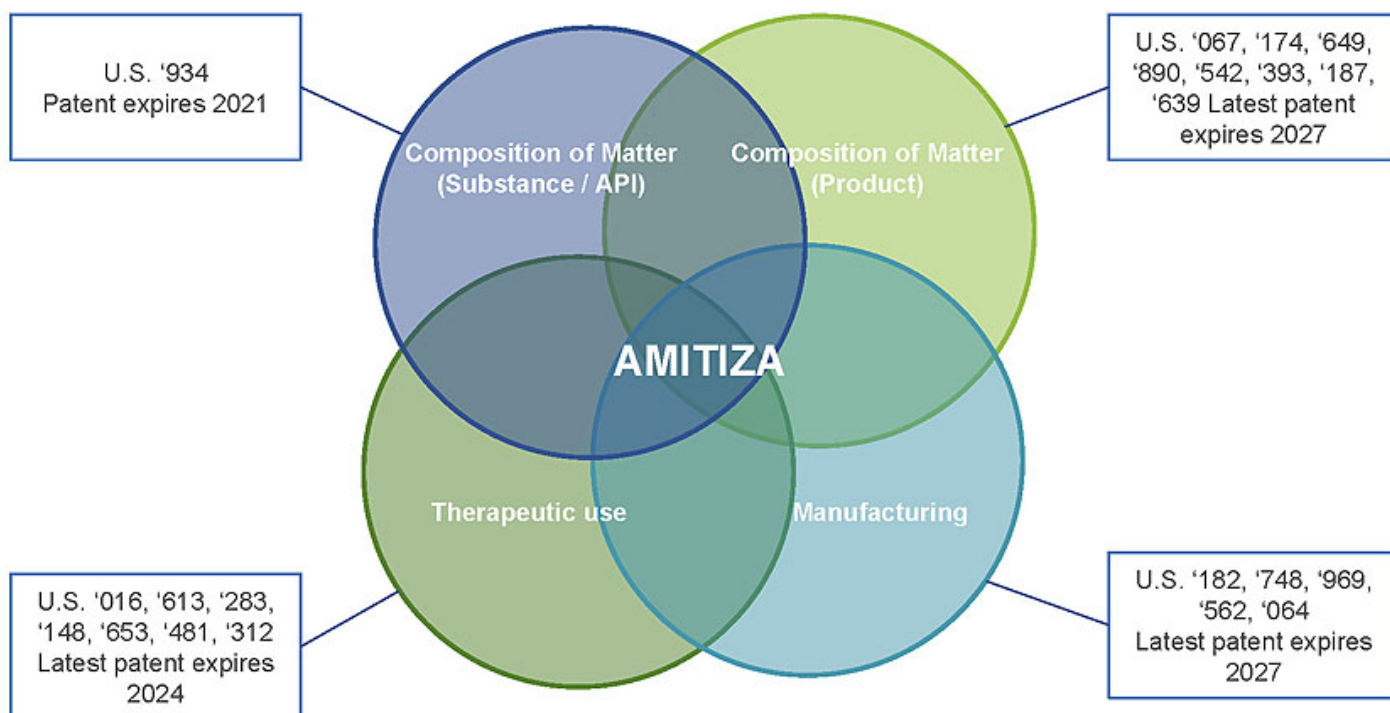 U.S. ‘934
Patent expires 2021
U.S. ‘067, ‘174, ‘649,
‘890, ‘542, ‘393, ‘187,
‘639 Latest patent
expires 2027
Composition of Matter
(Substance / API)
Composition of Matter
(Product)
AMITIZA
Therapeutic use
Manufacturing
U.S. ‘016, ‘613, ‘283,
‘148, ‘653, ‘481, ‘312
Latest patent expires
2024
U.S. ‘182, ‘748, ‘969,
‘562, ‘064
Latest patent expires
2027